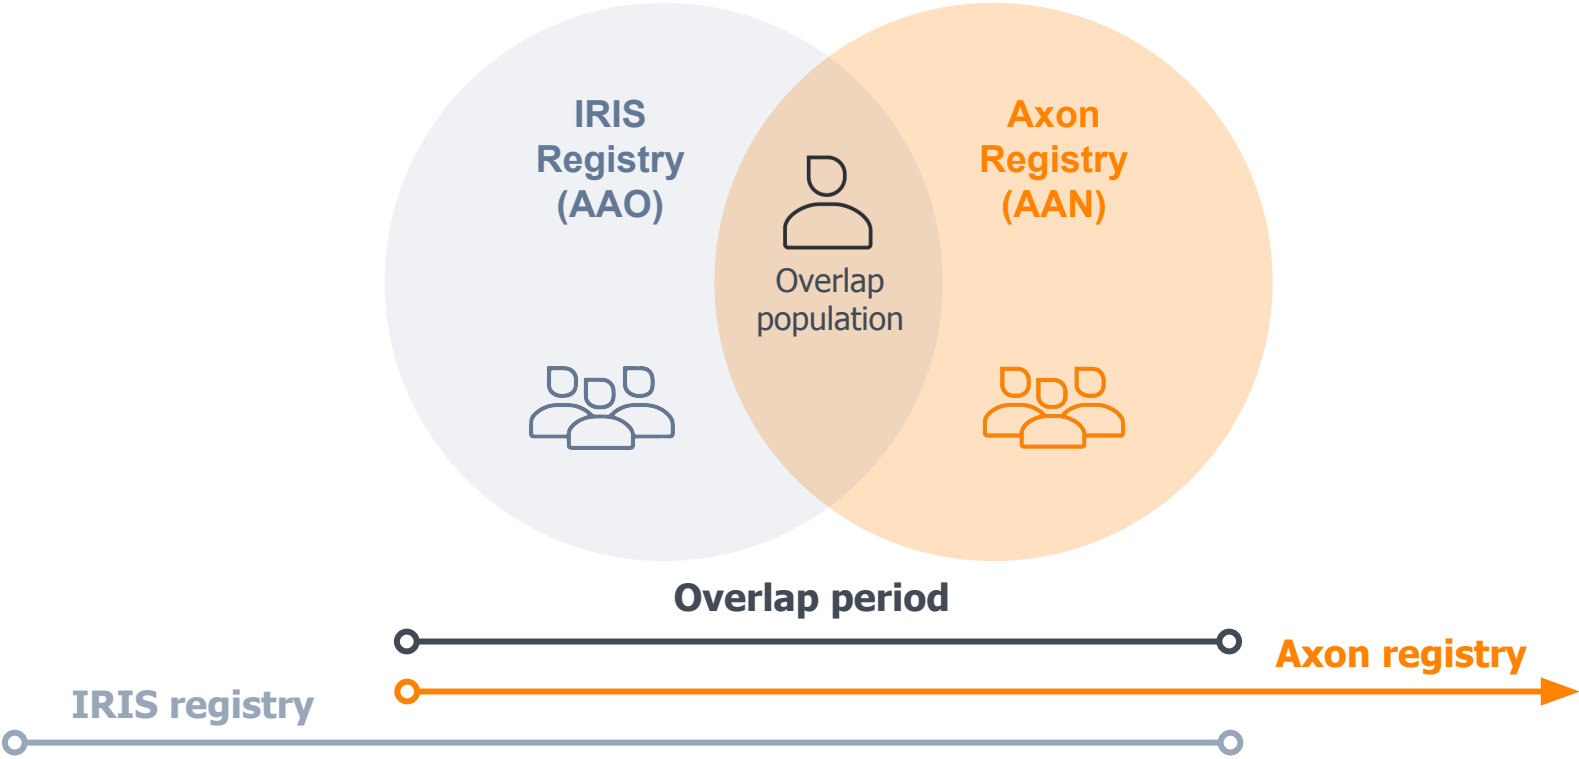 IRIS
Registry
(AAO)
Axon
Registry
(AAN)
Overlap
population
Overlap period
Axon registry
IRIS registry